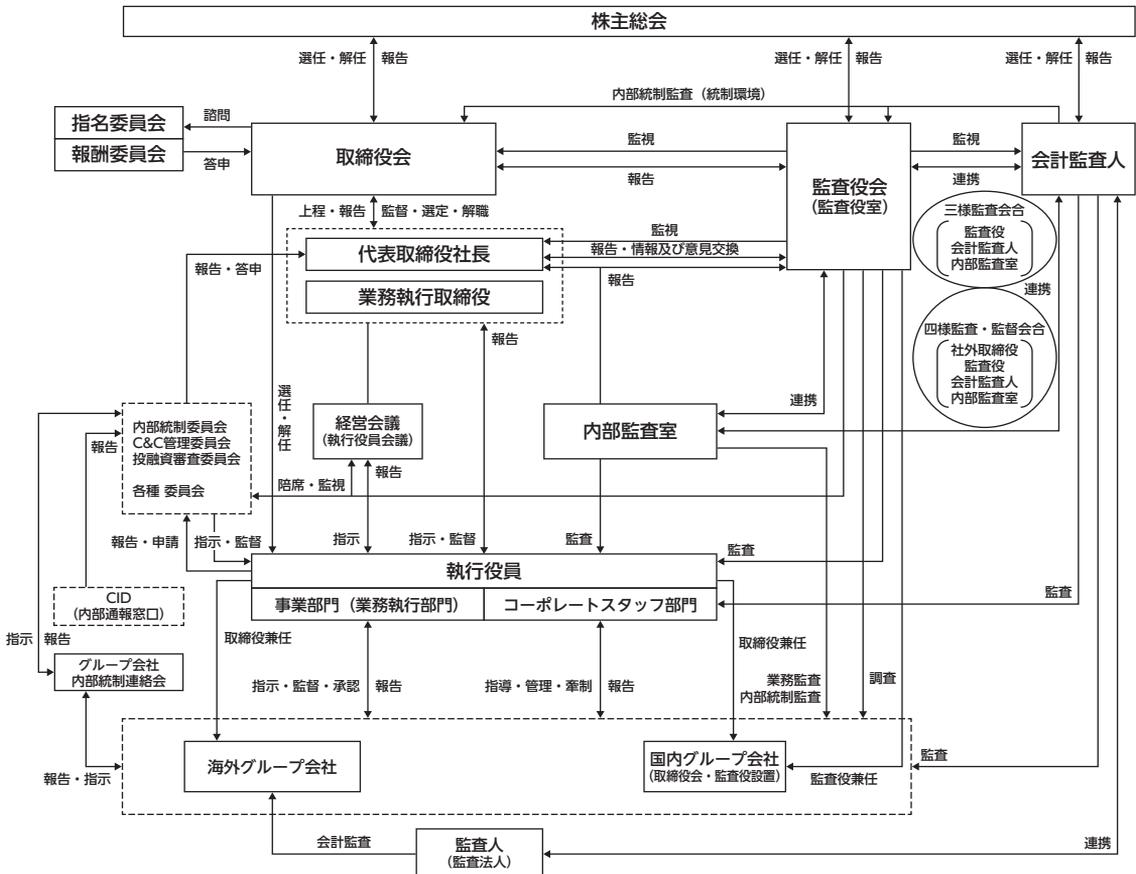 株主総会
選任・解任
報告
選任・解任
報告
選任・解任
報告
内部統制監査（統制環境）
指名委員会
報酬委員会
諮問
答申
取締役会
監視
報告
監査役会
(監査役室)
監視
連携
会計監査人
上程・報告
監督・選定・解職
三様監査会合
監査役
会計監査人
内部監査室
連携
代表取締役社長
業務執行取締役
監視
報告・情報及び意見交換
報告
報告・答申
四様監査・監督会合
社外取締役
監査役
会計監査人
内部監査室
報告
選任・解任
内部統制委員会
C&C管理委員会
投融資審査委員会
各種 委員会
報告
経営会議
(執行役員会議)
報告
内部監査室
連携
陪席・監視
報告・申請
指示・監督
指示
指示・監督
監査
監査
執行役員
事業部門（業務執行部門）
コーポレートスタッフ部門
監査
CID
(内部通報窓口)
指示
報告
グループ会社
内部統制連絡会
取締役兼任
取締役兼任
指示・監督・承認
報告
指導・管理・牽制
報告
業務監査
内部統制監査
調査
報告・指示
海外グループ会社
国内グループ会社
(取締役会・監査役設置)
監査役兼任
監査
会計監査
監査人
(監査法人)
連携